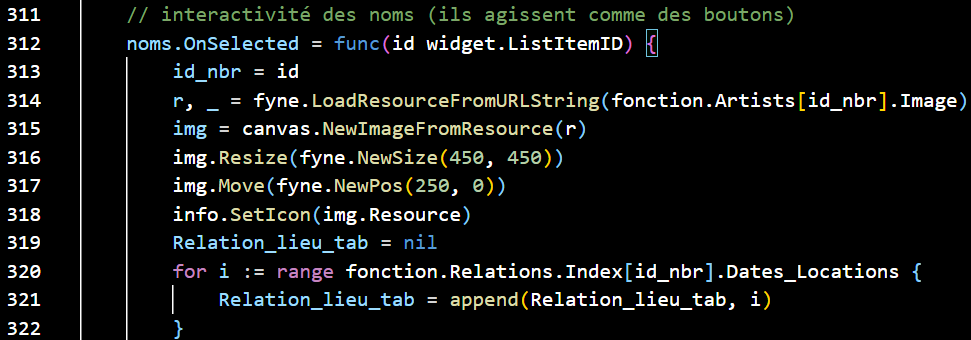 311 // interactivité des noms (ils agissent comme des boutons)
312 noms.OnSelected = func(id widget.ListItemID) {
313 id_nbr = id
314 r, _ = fyne.LoadResourceFromURLString(fonction.Artists[id_nbr].Image)
315 img = canvas.NewImageFromResource(r)
316 img.Resize(fyne.NewSize(450, 450))
317 img.Move(fyne.NewPos(250, 0))
318 info.SetIcon(img.Resource)
319 Relation_lieu_tab = nil
320 for i := range fonction.Relations.Index[id_nbr].Dates_Locations {
321 Relation_lieu_tab = append(Relation_lieu_tab, i)
322 }